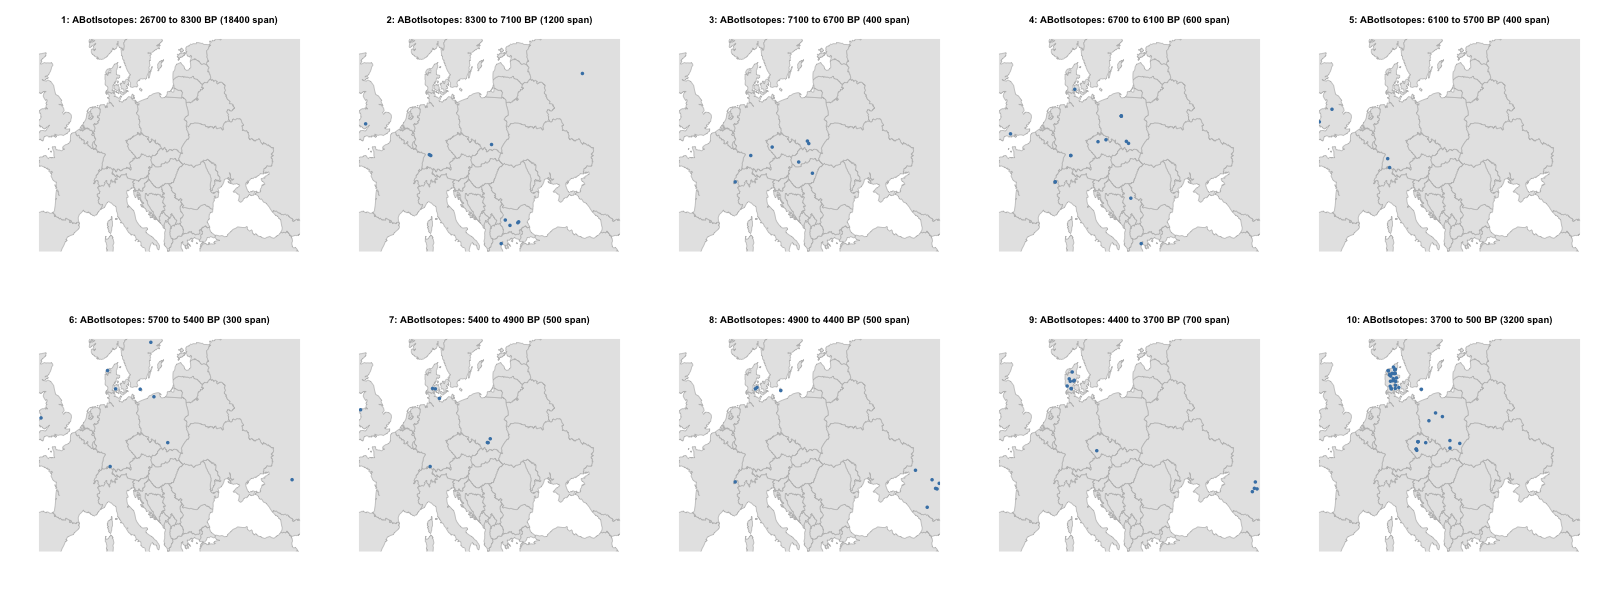 1: ABotIsotopes: 26700 to 8300 BP (18400 span)
2: ABotIsotopes: 8300 to 7100 BP (1200 span)
3: ABotIsotopes: 7100 to 6700 BP (400 span)
4: ABotIsotopes: 6700 to 6100 BP (600 span)
5: ABotIsotopes: 6100 to 5700 BP (400 span)
6: ABotIsotopes: 5700 to 5400 BP (300 span)
7: ABotIsotopes: 5400 to 4900 BP (500 span)
8: ABotIsotopes: 4900 to 4400 BP (500 span)
9: ABotIsotopes: 4400 to 3700 BP (700 span)
10: ABotIsotopes: 3700 to 500 BP (3200 span)